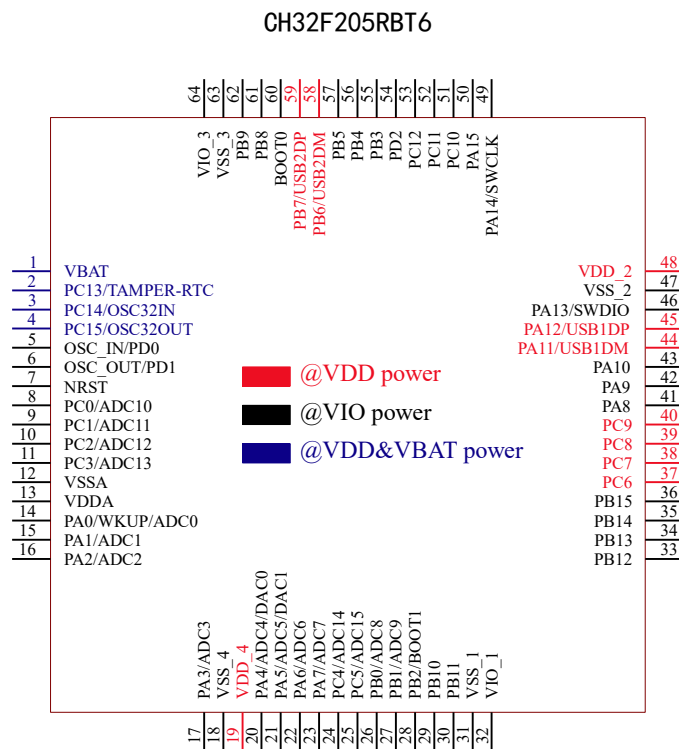 CH32F205RBT6
64 63 62 61 60 59 58 57 56 55 54 53 52 51 50 49
VIO_3
VSS_3
PB9
PB8
BOOT0
PB7/USB2DP
PB6/USB2DM
PB5
PB4
PB3
PD2
PC12
PC11
PC10
PA15
PA14/SWCLK
1 VBAT
2 PC13/TAMPER-RTC
3 PC14/OSC32IN
4 PC15/OSC32OUT
5 OSC_IN/PD0
6 OSC_OUT/PD1
7 NRST
8 PC0/ADC10
9 PC1/ADC11
10 PC2/ADC12
11 PC3/ADC13
12 VSSA
13 VDDA
14 PA0/WKUP/ADC0
15 PA1/ADC1
16 PA2/ADC2
@VDD power
@VIO power
@VDD&VBAT power
VDD_2 48
VSS_2 47
PA13/SWDIO 46
PA12/USB1DP 45
PA11/USB1DM 44
PA10 43
PA9 42
PA8 41
PC9 40
PC8 39
PC7 38
PC6 37
PB15 36
PB14 35
PB13 34
PB12 33
PA3/ADC3
VSS_4
VDD_4
PA4/ADC4/DAC0
PA5/ADC5/DAC1
PA6/ADC6
PA7/ADC7
PC4/ADC14
PC5/ADC15
PB0/ADC8
PB1/ADC9
PB2/BOOT1
PB10
PB11
VSS_1
VIO_1
17 18 19 20 21 22 23 24 25 26 27 28 29 30 31 32